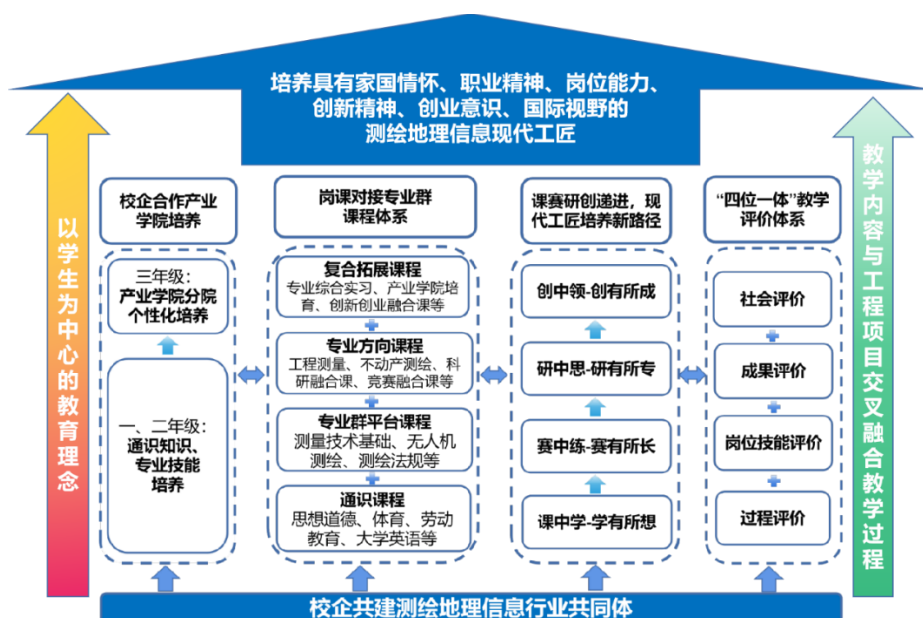 培养具有家国情怀、职业精神、岗位能力、
创新精神、创业意识、国际视野的
测绘地理信息现代工匠
以学生为中心的教育理念
校企合作产业
学院培养
三年级：
产业学院分院
个性化培养
一、二年级：
通识知识、
专业技能
培养
岗课对接专业群
课程体系
复合拓展课程
专业综合实习、产业学院培
育、创新创业融合课等
专业方向课程
工程测量、不动产测绘、科
研融合课、竞赛融合课等
专业群平台课程
测量技术基础、无人机
测绘、测绘法规等
通识课程
思想道德、体育、劳动
教育、大学英语等
课赛研创递进，现
代工匠培养新路径
创中领-创有所成
研中思-研有所专
赛中练-赛有所长
课中学-学有所想
“四位一体”教学
评价体系
社会评价
成果评价
岗位技能评价
过程评价
教学内容与工程项目交叉融合教学过程
校企共建测绘地理信息行业共同体